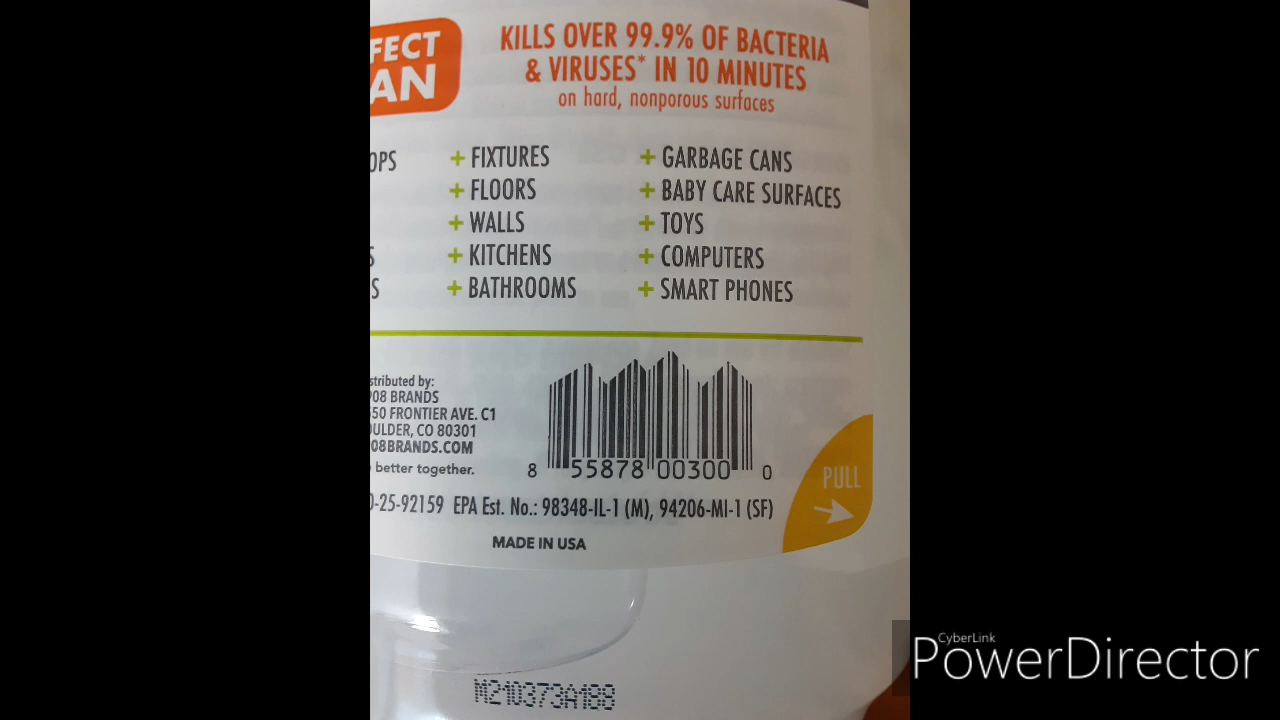 FECT
AN
KILLS OVER 99.9% OF BACTERIA
& VIRUSES* IN 10 MINUTES
on hard, nonporous surfaces
OPS
+ FIXTURES
+ FLOORS
+ WALLS
S + KITCHENS
S + BATHROOMS
+ GARBAGE CANS
+ BABY CARE SURFACES
+ TOYS
+ COMPUTERS
+ SMART PHONES
stributed by:
908 BRANDS
50 FRONTIER AVE. C1
OULDER, CO 80301
08BRANDS.COM
better together.
8 55878 00300 0
0-25-92159 EPA Est. No.: 98348-IL-1 (M), 94206-MI-1 (SF)
MADE IN USA
PULL
M210373A188
CyberLink
PowerDirector